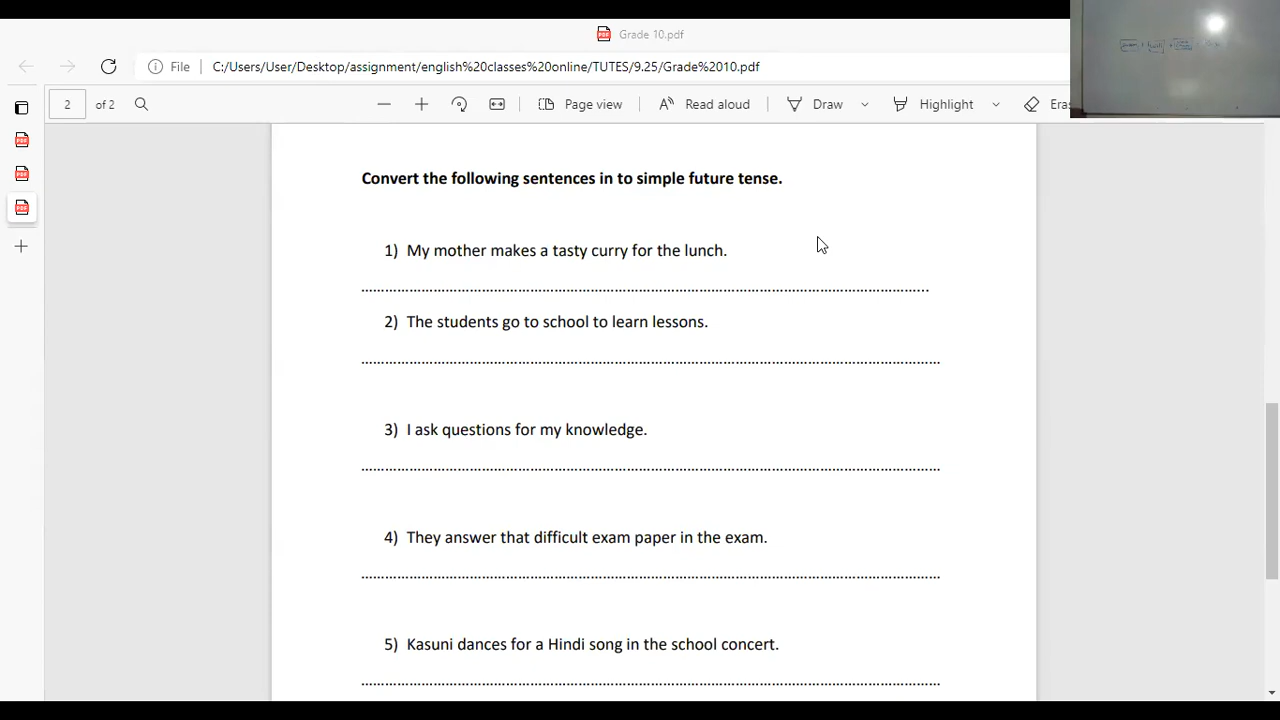 Grade 10.pdf
File C:/Users/User/Desktop/assignment/english%20classes%20online/TUTES/9.25/Grade%2010.pdf
2 of 2 Page view Read aloud Draw Highlight Eras
Convert the following sentences in to simple future tense.
1) My mother makes a tasty curry for the lunch.
2) The students go to school to learn lessons.
3) I ask questions for my knowledge.
4) They answer that difficult exam paper in the exam.
5) Kasuni dances for a Hindi song in the school concert.